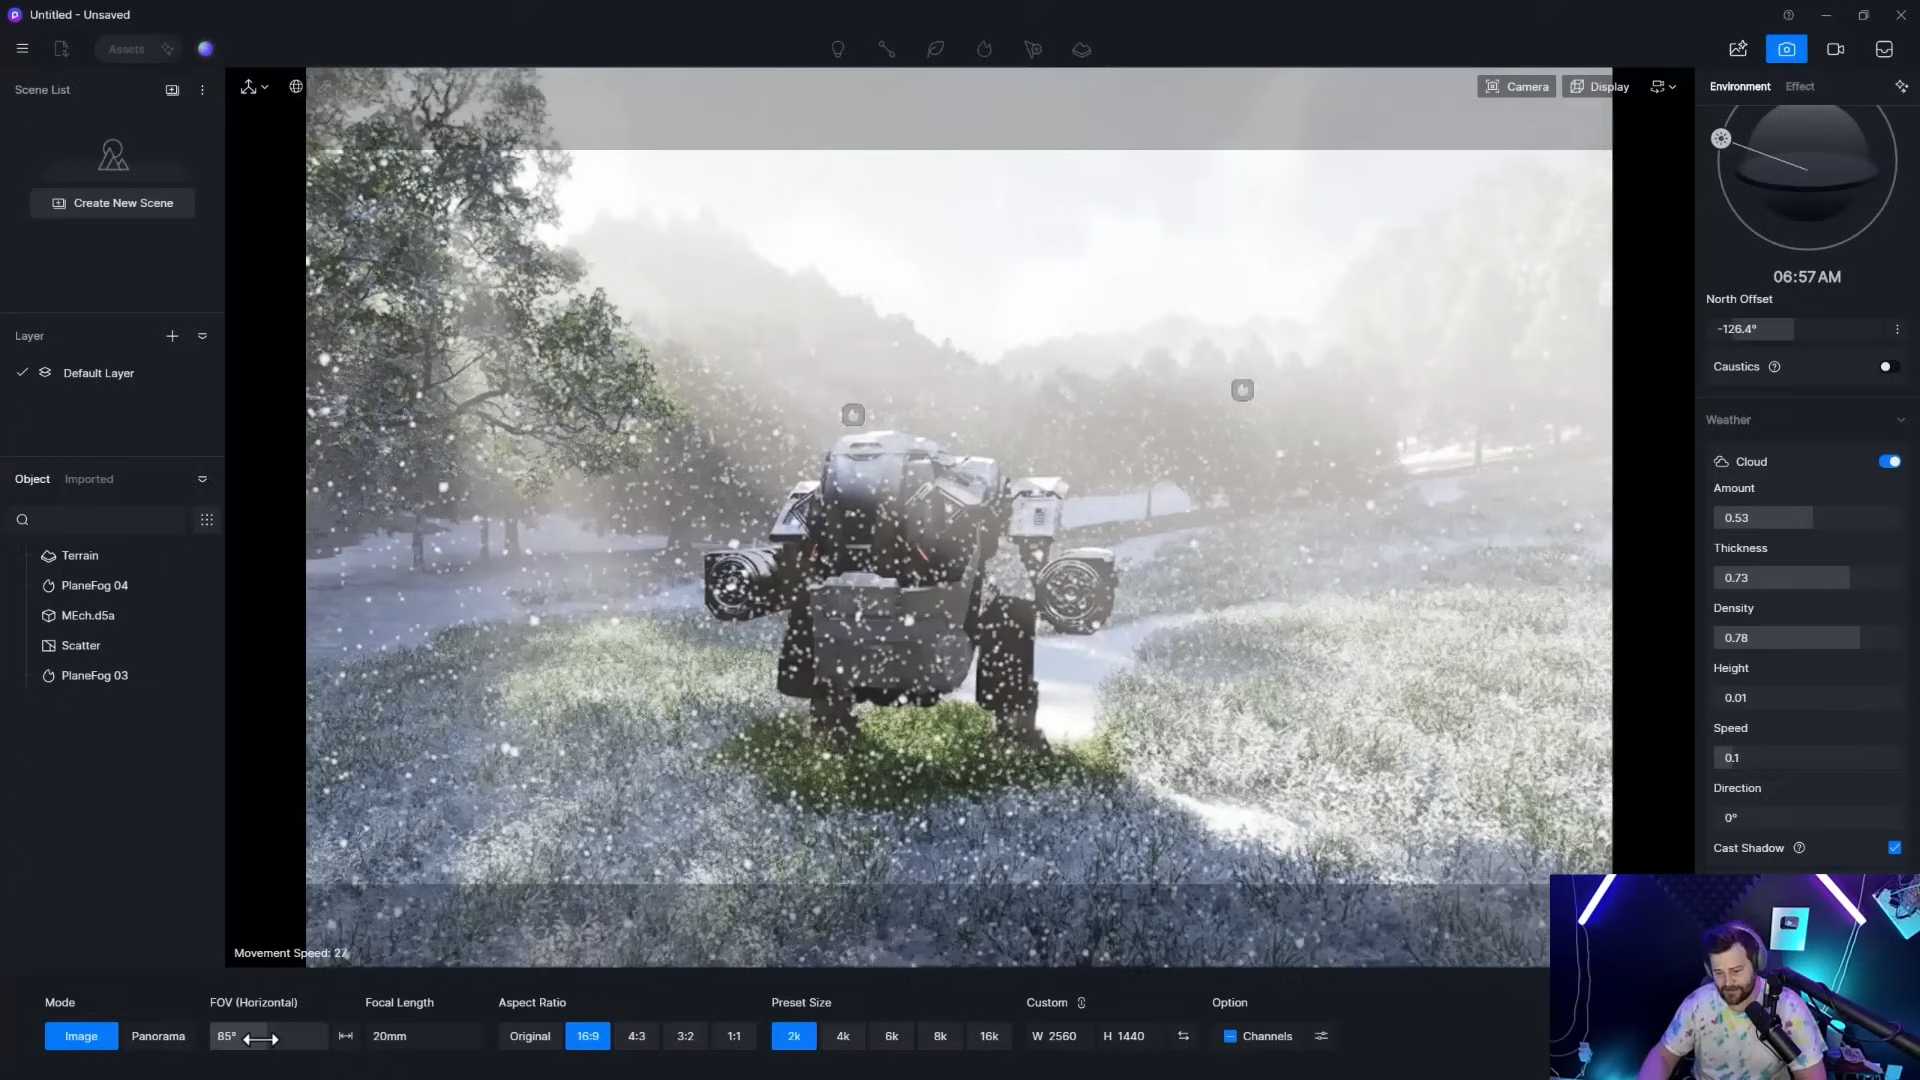 Untitled - Unsaved
Assets
Scene List
Create New Scene
Layer
Default Layer
Object Imported
Terrain
PlaneFog 04
MEch.d5a
Scatter
PlaneFog 03
Camera Display
Movement Speed: 27
Environment Effect
06:57 AM
North Offset
-126.4°
Caustics
Weather
Cloud
Amount
0.53
Thickness
0.73
Density
0.78
Height
0.01
Speed
0.1
Direction
0°
Cast Shadow
Mode
Image Panorama
FOV (Horizontal)
85°
Focal Length
20mm
Aspect Ratio
Original 16:9 4:3 3:2 1:1
Preset Size
2k 4k 6k 8k 16k
Custom
W 2560 H 1440
Option
Channels